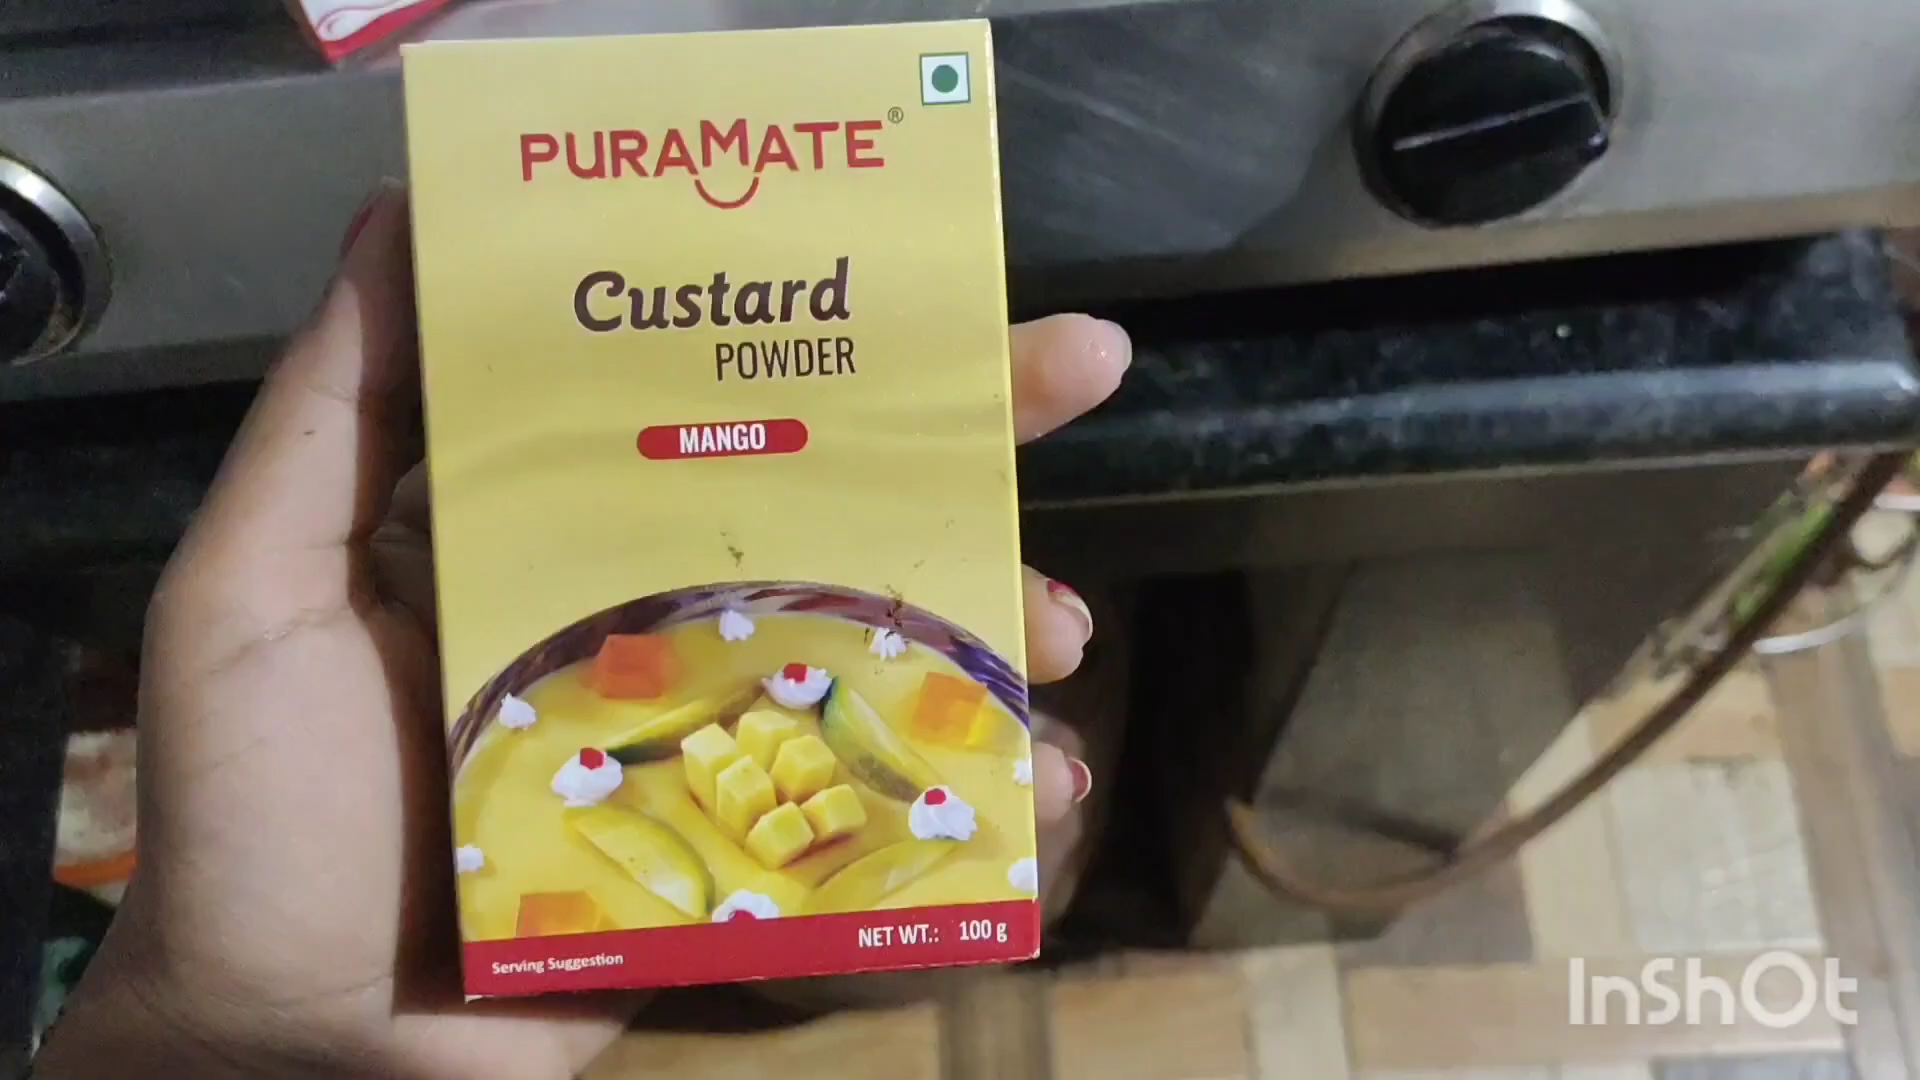 PURAMATE®
Custard
POWDER
MANGO
NET WT.: 100 g
Serving Suggestion
InShOt